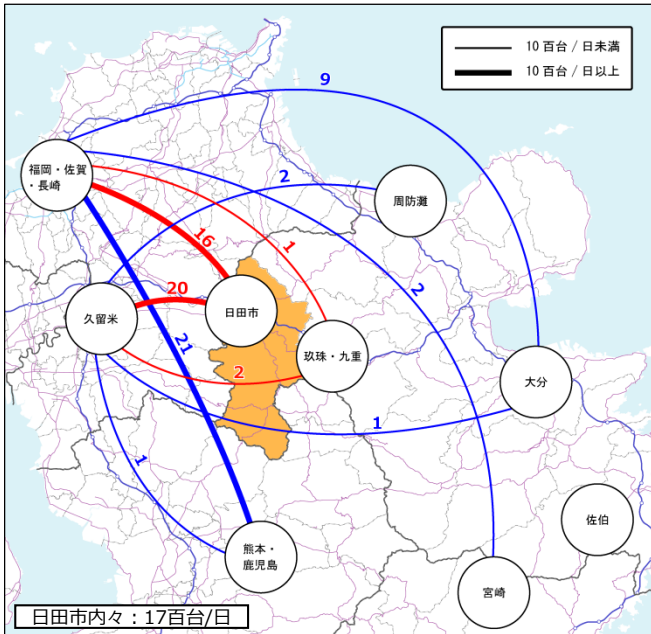 10百台/日未満
10百台/日以上
9
福岡・佐賀
・長崎
2
周防灘
16
1
20
日田市
2
久留米
21
玖珠・九重
2
大分
1
1
佐伯
熊本・
鹿児島
宮崎
日田市内々：17百台/日